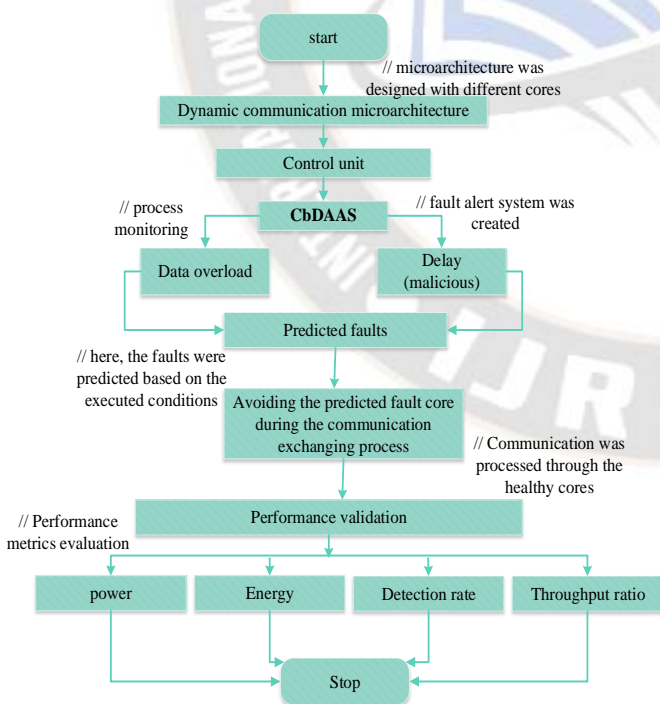 start
// microarchitecture was
designed with different cores
Dynamic communication microarchitecture
Control unit
// process
monitoring
CbDAAS
// fault alert system was
created
Data overload
Delay
(malicious)
Predicted faults
// here, the faults were
predicted based on the
executed conditions
Avoiding the predicted fault core
during the communication
exchanging process
// Communication was
processed through the
healthy cores
Performance validation
// Performance
metrics evaluation
power
Energy
Detection rate
Throughput ratio
Stop